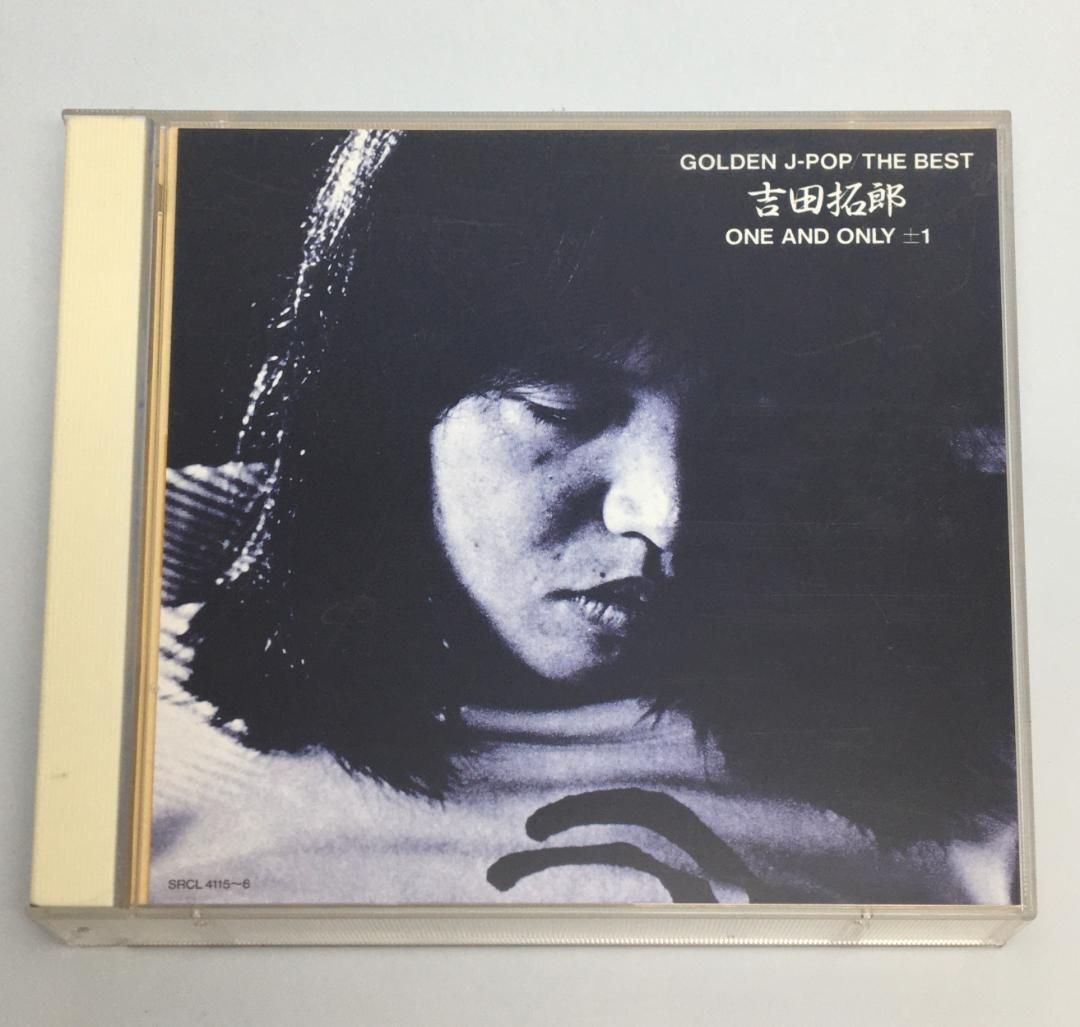 GOLDEN J-POP/THE BEST
吉田拓郎
ONE AND ONLY ±1
SRCL 4115~6